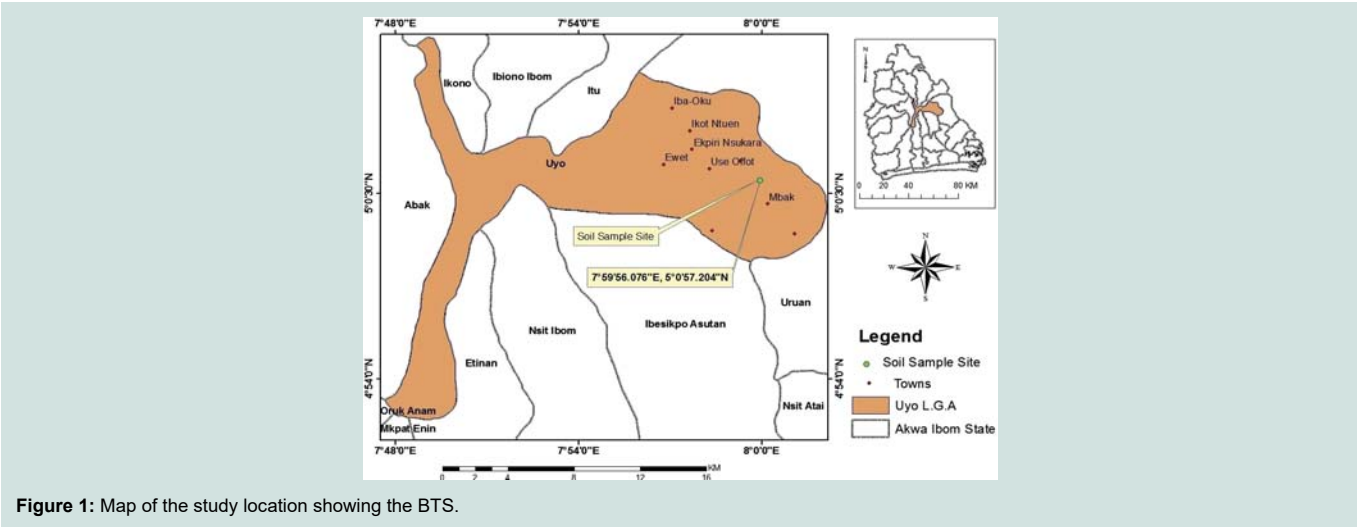 7°48'0"E 7°54'0"E 8°0'0"E
Ikono
Ibiono Ibom
Itu
Iba-Oku
Ikot Ntuen
Ekpiri Nsukara
Ewet
Use Offot
Uyo
Mbak
Abak
5°0'30"N
5°0'30"N
Soil Sample Site
7°59'56.076"E, 5°0'57.204"N
Uruan
Nsit Ibom
Ibesikpo Asutan
Etinan
4°54'0"N
4°54'0"N
Nsit Atai
Oruk Anam
Mkpat Enin
7°48'0"E 7°54'0"E 8°0'0"E
0 2 4 8 12 16
KM
N
0 20 40 80 KM
N
W E
S
Legend
Soil Sample Site
Towns
Uyo L.G.A
Akwa Ibom State
Figure 1: Map of the study location showing the BTS.